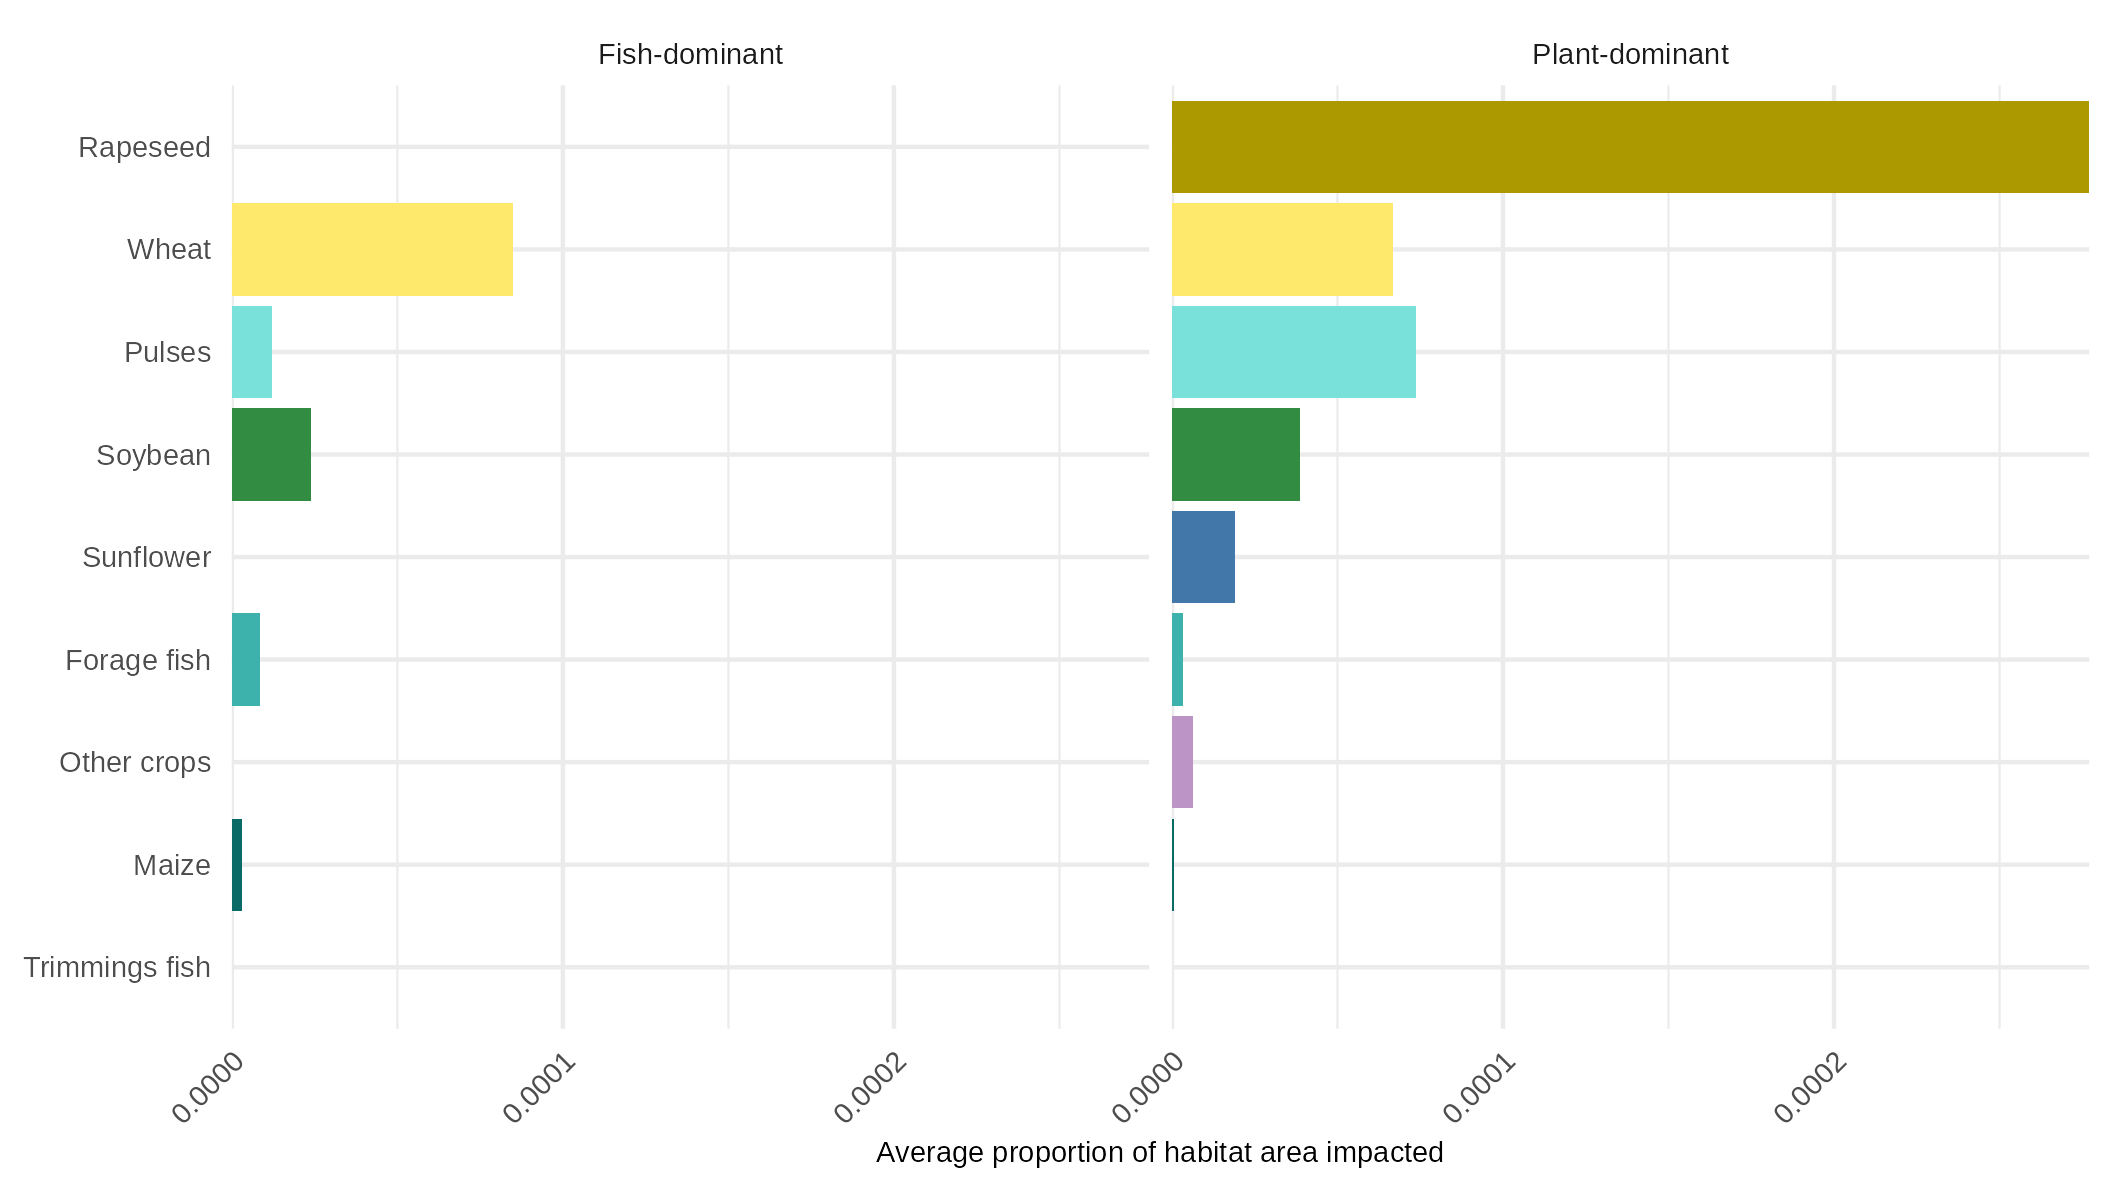 Fish-dominant
Plant-dominant
Rapeseed
Wheat
Pulses
Soybean
Sunflower
Forage fish
Other crops
Maize
Trimmings fish
0.0000
0.0001
0.0002
0.0000
0.0001
0.0002
Average proportion of habitat area impacted